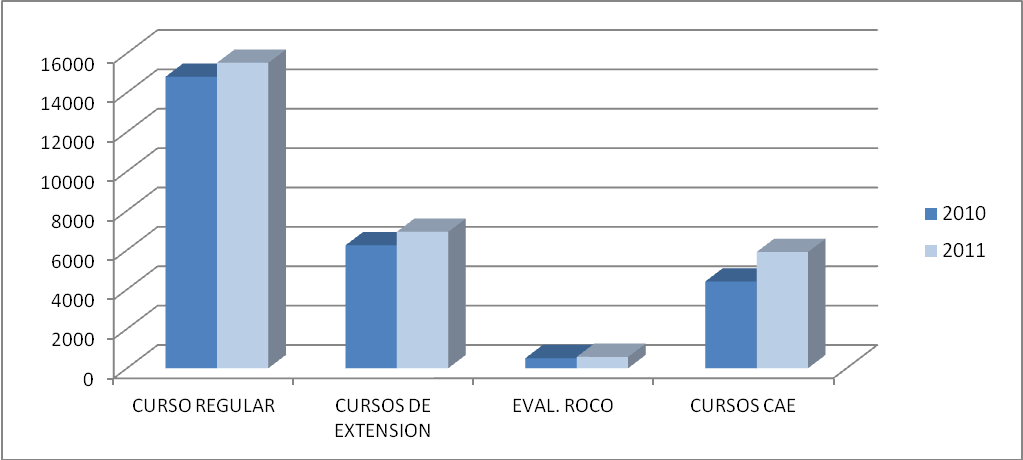 16000
14000
12000
10000
8000
6000
4000
2000
0
CURSO REGULAR
CURSOS DE
EXTENSION
EVAL. ROCO
CURSOS CAE
2010
2011